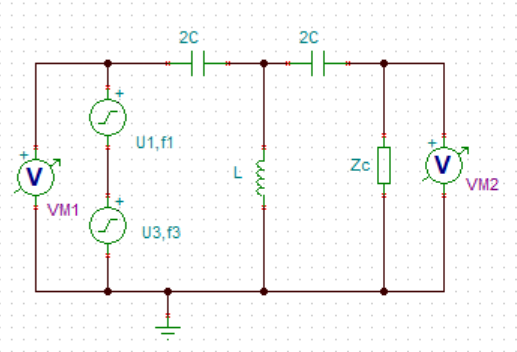 2C
2C
+
U1,f1
+
V
VM1
+
U3,f3
L
Zc
+
V
VM2